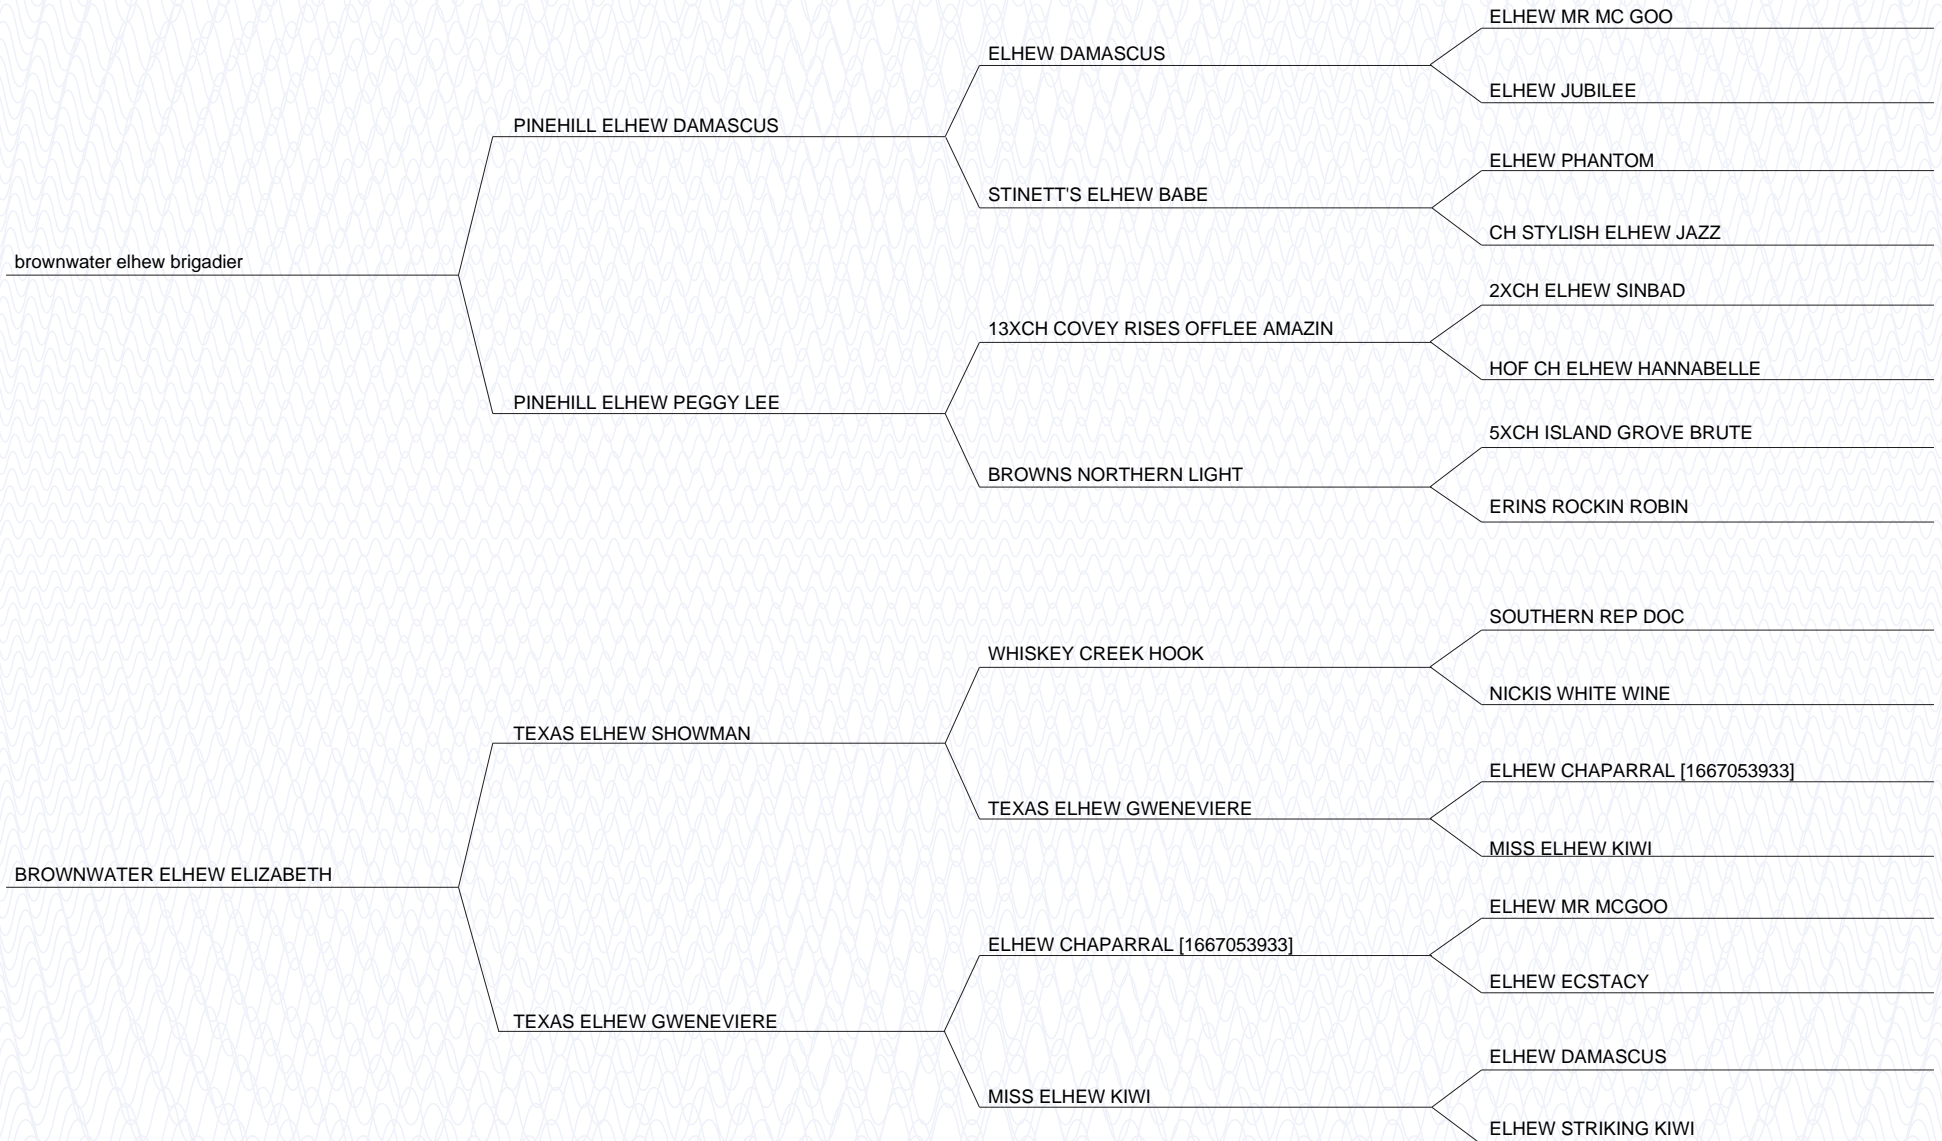 ELHEW MR MC GOO
ELHEW DAMASCUS
ELHEW JUBILEE
PINEHILL ELHEW DAMASCUS
ELHEW PHANTOM
STINETT'S ELHEW BABE
CH STYLISH ELHEW JAZZ
brownwater elhew brigadier
2XCH ELHEW SINBAD
13XCH COVEY RISES OFFLEE AMAZIN
HOF CH ELHEW HANNABELLE
PINEHILL ELHEW PEGGY LEE
5XCH ISLAND GROVE BRUTE
BROWNS NORTHERN LIGHT
ERINS ROCKIN ROBIN
SOUTHERN REP DOC
WHISKEY CREEK HOOK
NICKIS WHITE WINE
TEXAS ELHEW SHOWMAN
ELHEW CHAPARRAL [1667053933]
TEXAS ELHEW GWENEVIERE
MISS ELHEW KIWI
BROWNWATER ELHEW ELIZABETH
ELHEW MR MCGOO
ELHEW CHAPARRAL [1667053933]
ELHEW ECSTACY
TEXAS ELHEW GWENEVIERE
ELHEW DAMASCUS
MISS ELHEW KIWI
ELHEW STRIKING KIWI